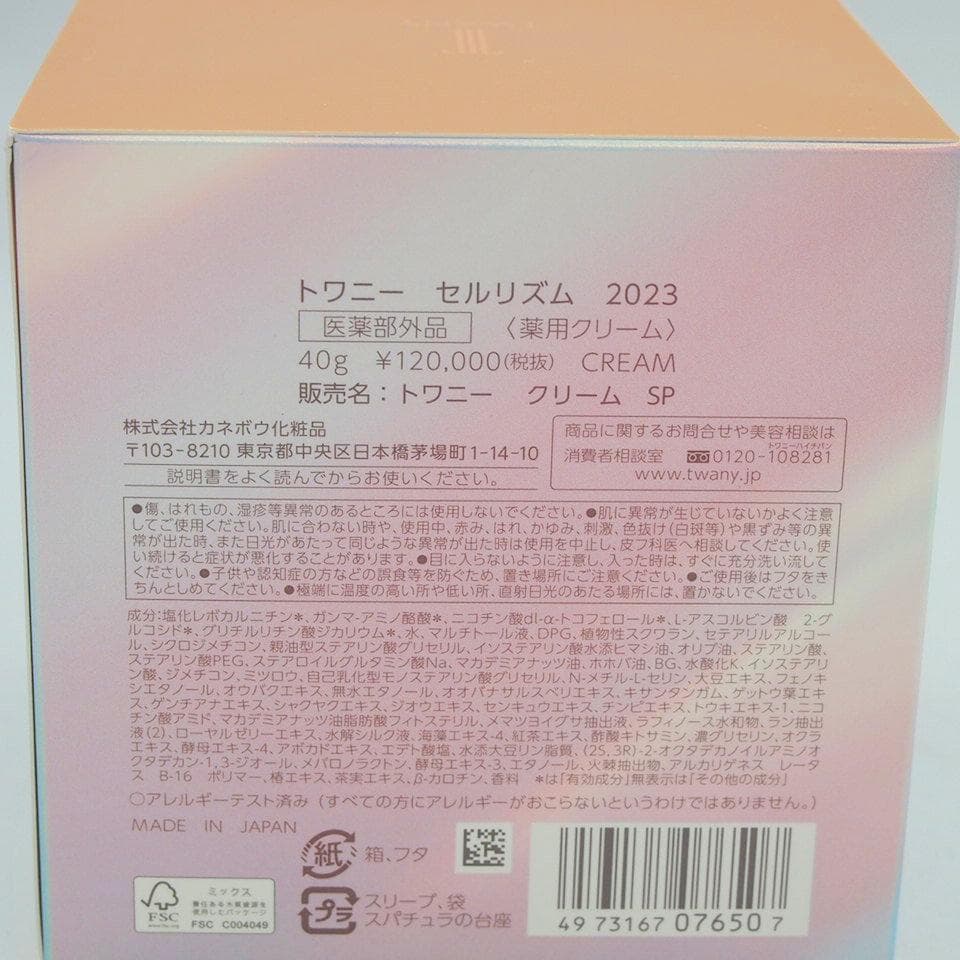 トワニー　セルリズム　2023
医薬部外品 〈薬用クリーム〉
40g ¥120,000(税抜) CREAM
販売名：トワニー　クリーム　SP
株式会社カネボウ化粧品
〒103-8210 東京都中央区日本橋茅場町1-14-10
説明書をよく読んでからお使いください。
商品に関するお問合せや美容相談は
トワニーハイチバン
消費者相談室 0120-108281
www.twany.jp
●傷、はれもの、湿疹等異常のあるところには使用しないでください。●肌に異常が生じていないかよく注意
してご使用ください。肌に合わない時や、使用中、赤み、はれ、かゆみ、刺激、色抜け(白斑等)や黒ずみ等の異
常が出た時、また日光があたって同じような異常が出た時は使用を中止し、皮フ科医へ相談してください。使
い続けると症状が悪化することがあります。●目に入らないように注意し、入った時は、すぐに充分洗い流して
ください。●子供や認知症の方などの誤食等を防ぐため、置き場所にご注意ください。●ご使用後はフタをき
ちんとしめてください。●極端に温度の高い所や低い所、直射日光のあたる場所には、置かないでください。
成分：塩化レボカルニチン＊、ガンマ-アミノ酪酸＊、ニコチン酸dl-α-トコフェロール＊、L-アスコルビン酸　2-グ
ルコシド＊、グリチルリチン酸ジカリウム＊、水、マルチトール液、DPG、植物性スクワラン、セテアリルアルコー
ル、シクロジメチコン、親油型ステアリン酸グリセリル、イソステアリン酸水添ヒマシ油、オリブ油、ステアリン酸、
ステアリン酸PEG、ステアロイルグルタミン酸Na、マカデミアナッツ油、ホホバ油、BG、水酸化K、イソステアリ
ン酸、ジメチコン、ミツロウ、自己乳化型モノステアリン酸グリセリル、N-メチル-L-セリン、大豆エキス、フェノキ
シエタノール、オウバクエキス、無水エタノール、オオバナサルスベリエキス、キサンタンガム、ゲットウ葉エキ
ス、ゲンチアナエキス、シャクヤクエキス、ジオウエキス、センキュウエキス、チンピエキス、トウキエキス-1、ニコ
チン酸アミド、マカデミアナッツ油脂肪酸フィトステリル、メマツヨイグサ抽出液、ラフィノース水和物、ラン抽出
液(2)、ローヤルゼリーエキス、水解シルク液、海藻エキス-4、紅茶エキス、酢酸キトサミン、濃グリセリン、オクラ
エキス、酵母エキス-4、アボカドエキス、エデト酸塩、水添大豆リン脂質、(2S,3R)-2-オクタデカノイルアミノオ
クタデカン-1,3-ジオール、メバロノラクトン、酵母エキス-3、エタノール、火棘抽出物、アルカリゲネス　レータ
ス　B-16　ポリマー、椿エキス、茶実エキス、β-カロチン、香料　＊は「有効成分」無表示は「その他の成分」
○アレルギーテスト済み（すべての方にアレルギーがおこらないというわけではありません。）
MADE IN JAPAN
紙 箱、フタ
プラ スリーブ、袋
スパチュラの台座
FSC
www.fsc.org
ミックス
責任ある木質資源を
使用したパッケージ
FSC C004049
4973167076507